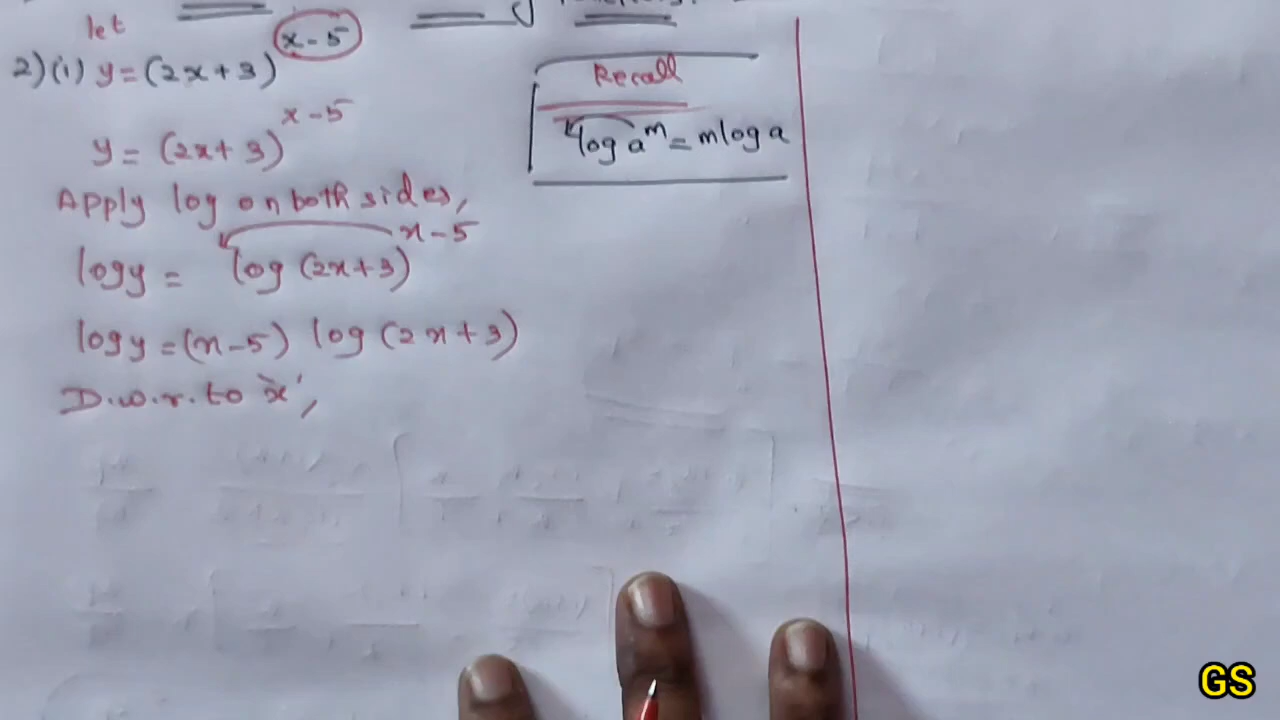 let
2)(i) y=(2x+3)^{x-5}
y=(2x+3)^{x-5}
Apply log on both sides,
log y = log (2x+3)^{x-5}
log y = (x-5) log (2x+3)
D.w.r.to 'x',
Recall
log a^m = m log a
GS